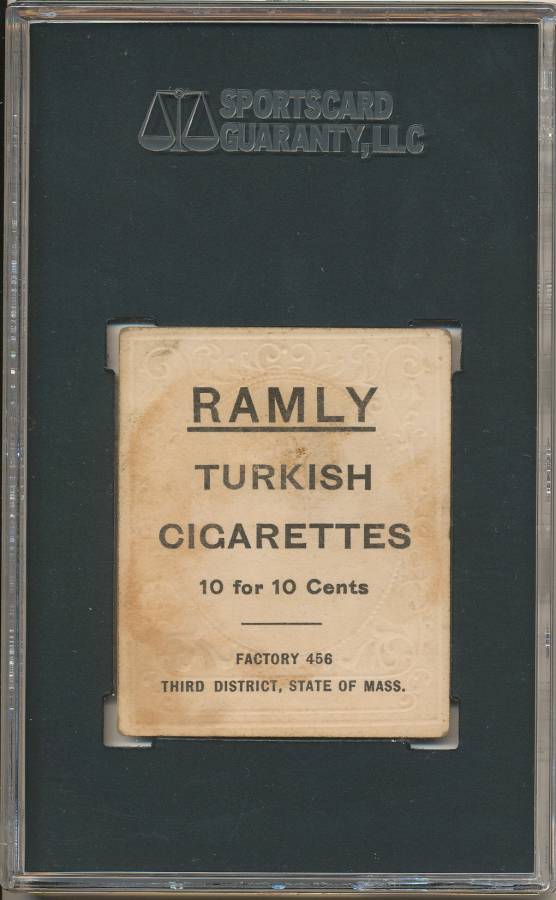 SPORTSCARD
GUARANTY, LLC
RAMLY
TURKISH
CIGARETTES
10 for 10 Cents
FACTORY 456
THIRD DISTRICT, STATE OF MASS.